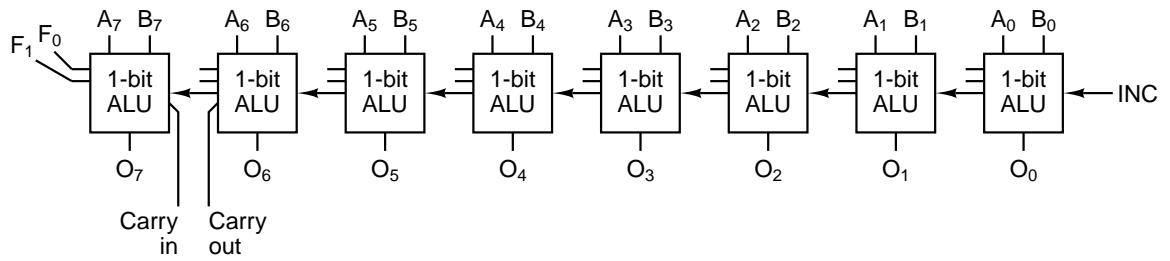 A7 B7 A6 B6 A5 B5 A4 B4 A3 B3 A2 B2 A1 B1 A0 B0
F1 F0
1-bit 1-bit 1-bit 1-bit 1-bit 1-bit 1-bit 1-bit
ALU ALU ALU ALU ALU ALU ALU ALU INC
O7 O6 O5 O4 O3 O2 O1 O0
Carry Carry
in out